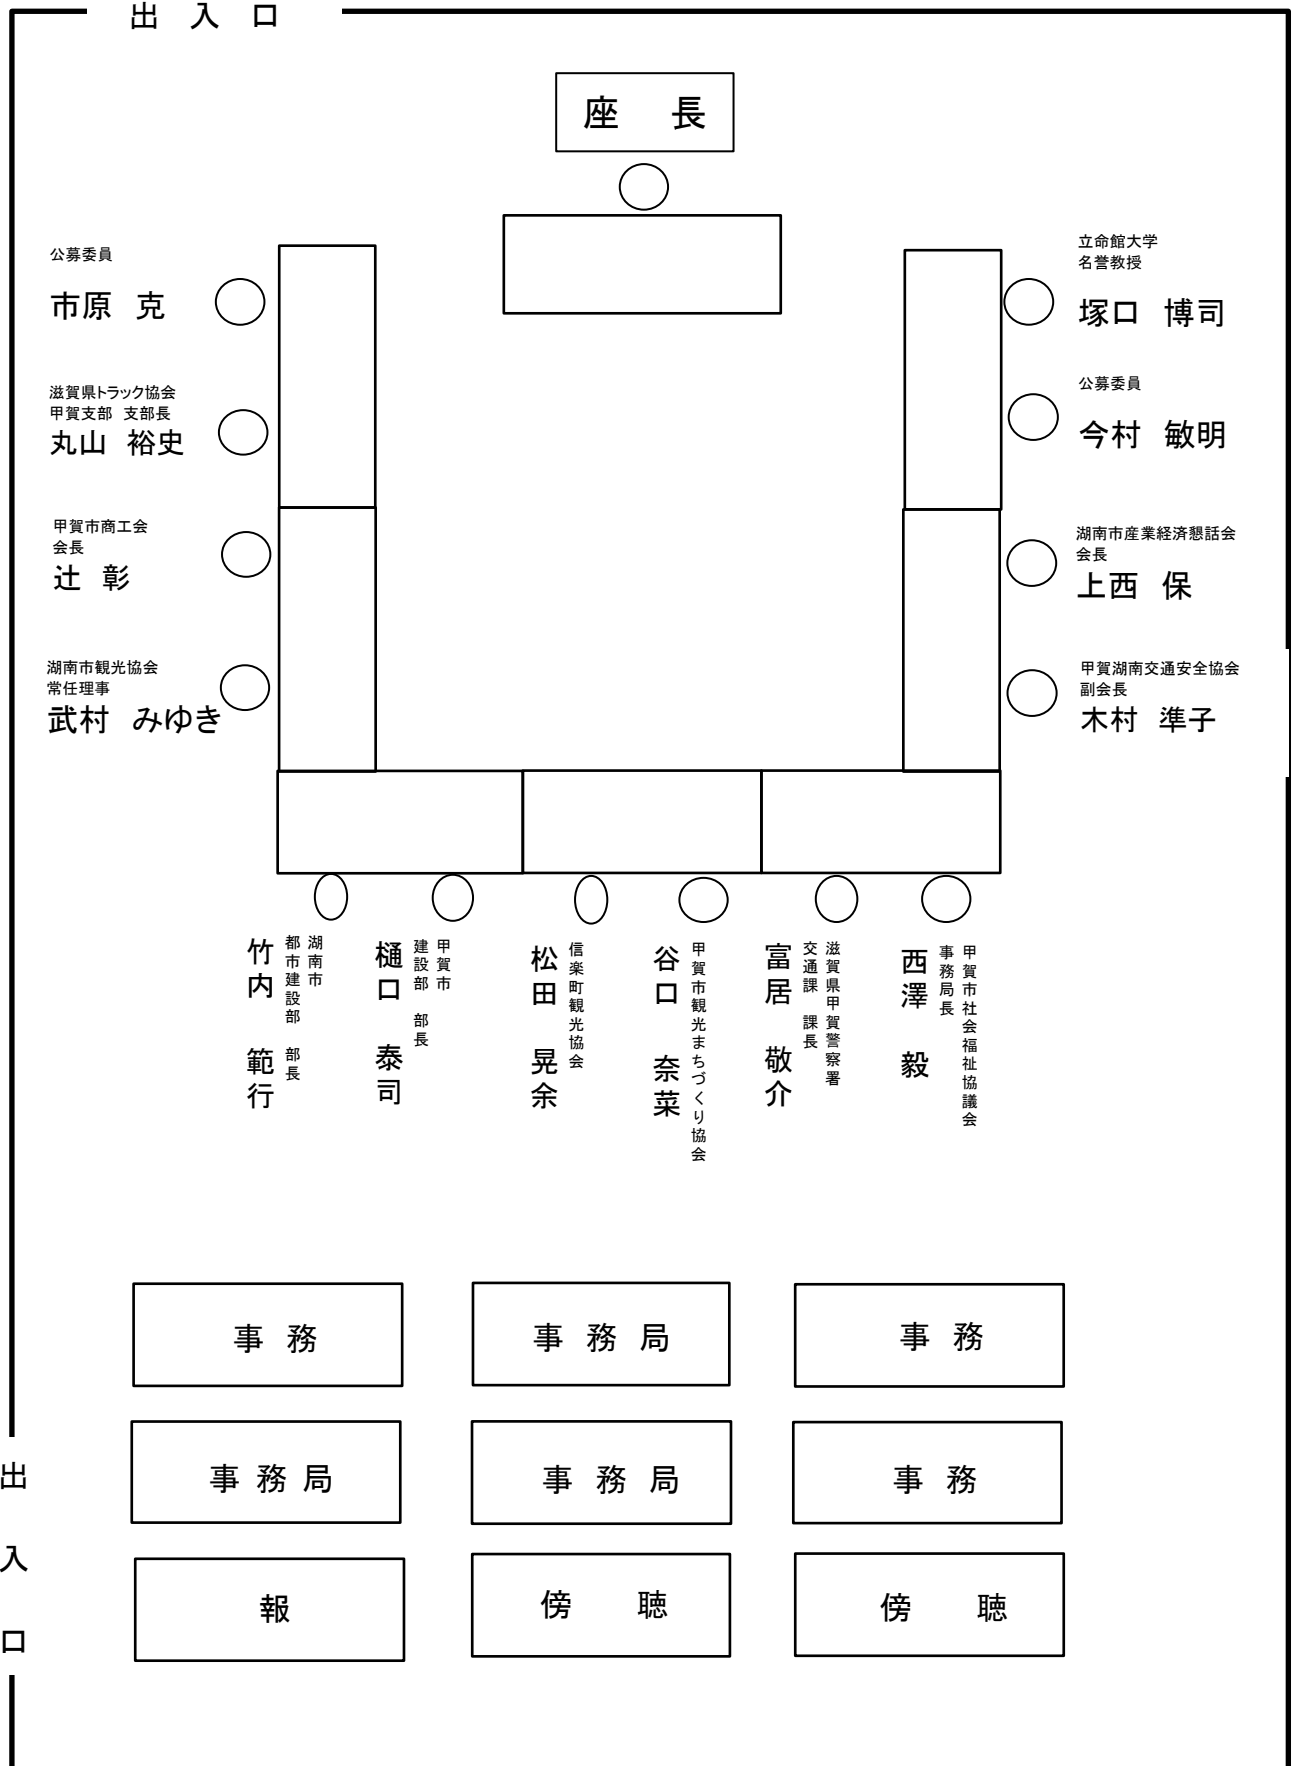 出 入 口
座 長
公募委員
市原 克
滋賀県トラック協会
甲賀支部 支部長
丸山 裕史
甲賀市商工会
会長
辻 彰
湖南市観光協会
常任理事
武村 みゆき
立命館大学
名誉教授
塚口 博司
公募委員
今村 敏明
湖南市産業経済懇話会
会長
上西 保
甲賀湖南交通安全協会
副会長
木村 準子
湖南市
都市建設部 部長
竹内 範行
甲賀市
建設部 部長
樋口 泰司
信楽町観光協会
松田 晃余
甲賀市観光まちづくり協会
谷口 奈菜
滋賀県甲賀警察署
交通課 課長
富居 敬介
甲賀市社会福祉協議会
事務局長
西澤 毅
事 務
事 務 局
事 務
事 務 局
事 務 局
事 務
報
傍 聴
傍 聴
出 入 口